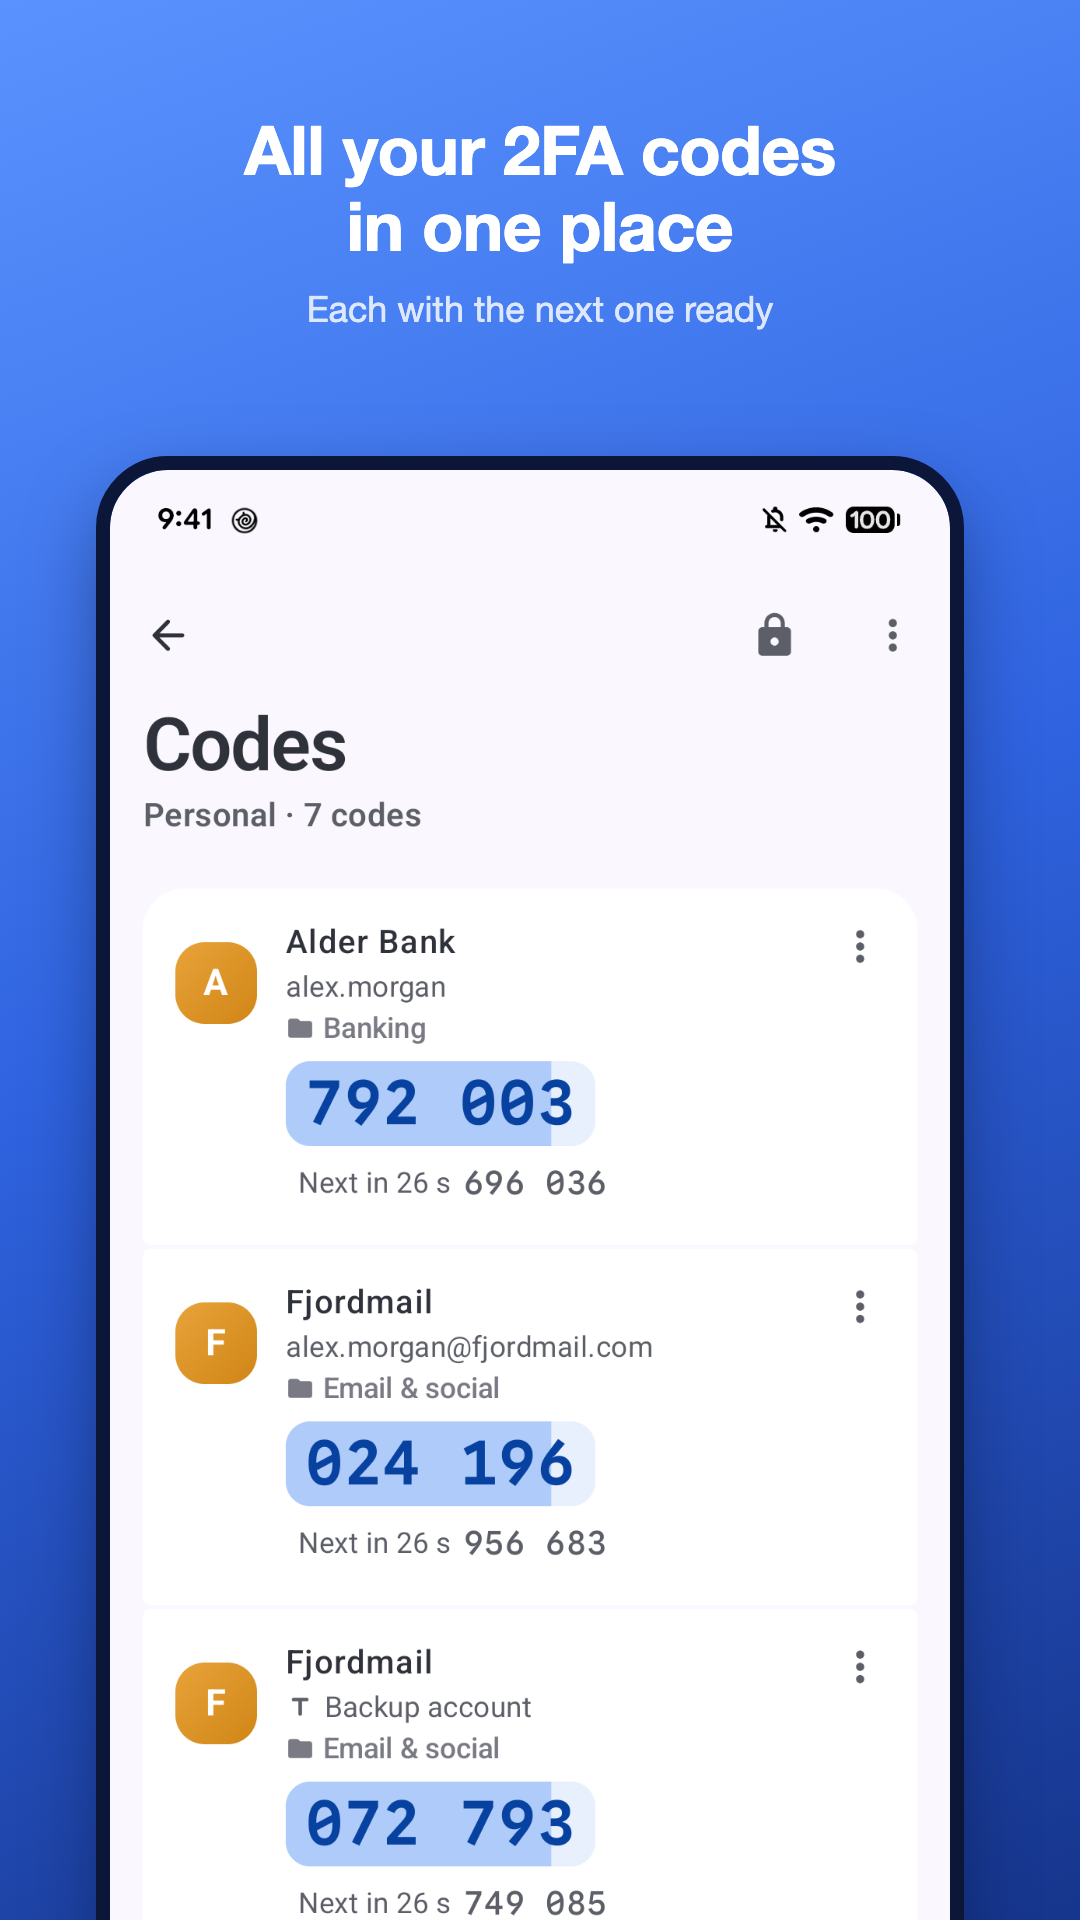 All your 2FA codes
in one place
Each with the next one ready
9:41
100
Codes
Personal · 7 codes
A
Alder Bank
alex.morgan
Banking
792 003
Next in 26 s 696 036
F
Fjordmail
alex.morgan@fjordmail.com
Email & social
024 196
Next in 26 s 956 683
F
Fjordmail
Backup account
Email & social
072 793
Next in 26 s 749 085